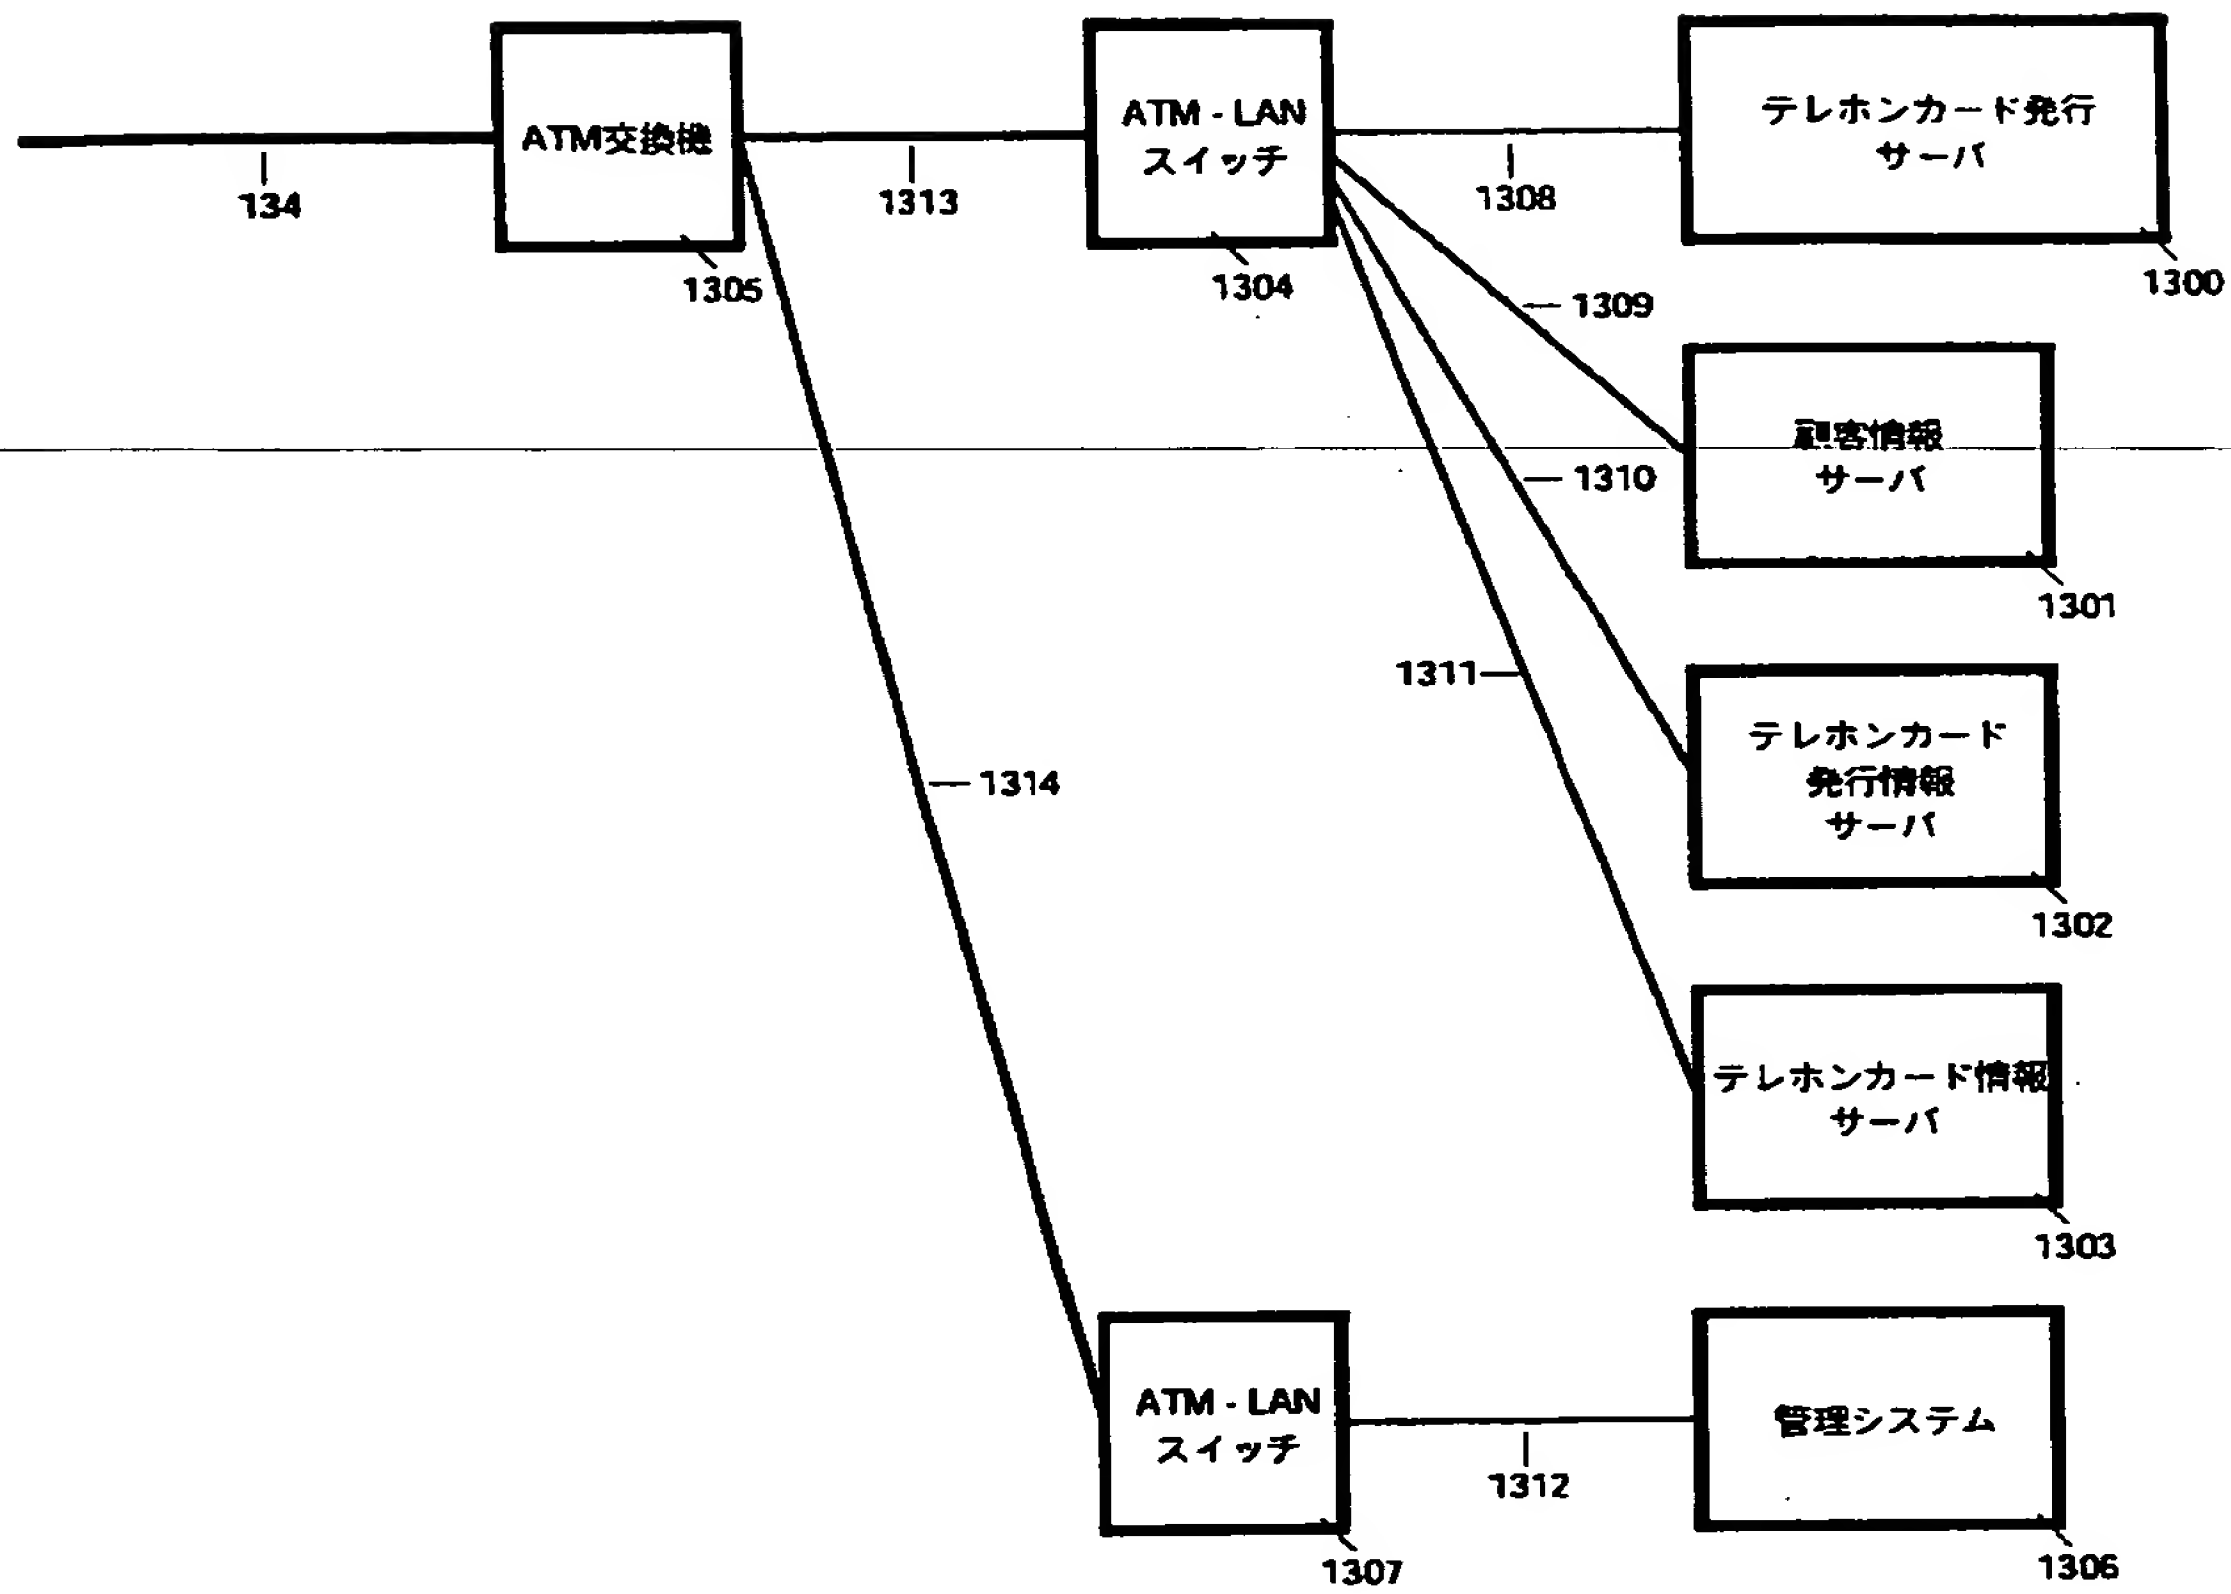 ATM交換機
ATM - LAN
スイッチ
テレホンカード発行
サーバ
134
1313
1308
1305
1304
1300
1309
顧客情報
サーバ
1310
1301
1311
テレホンカード
発行情報
サーバ
1314
1302
テレホンカード情報
サーバ
1303
ATM - LAN
スイッチ
管理システム
1312
1307
1306